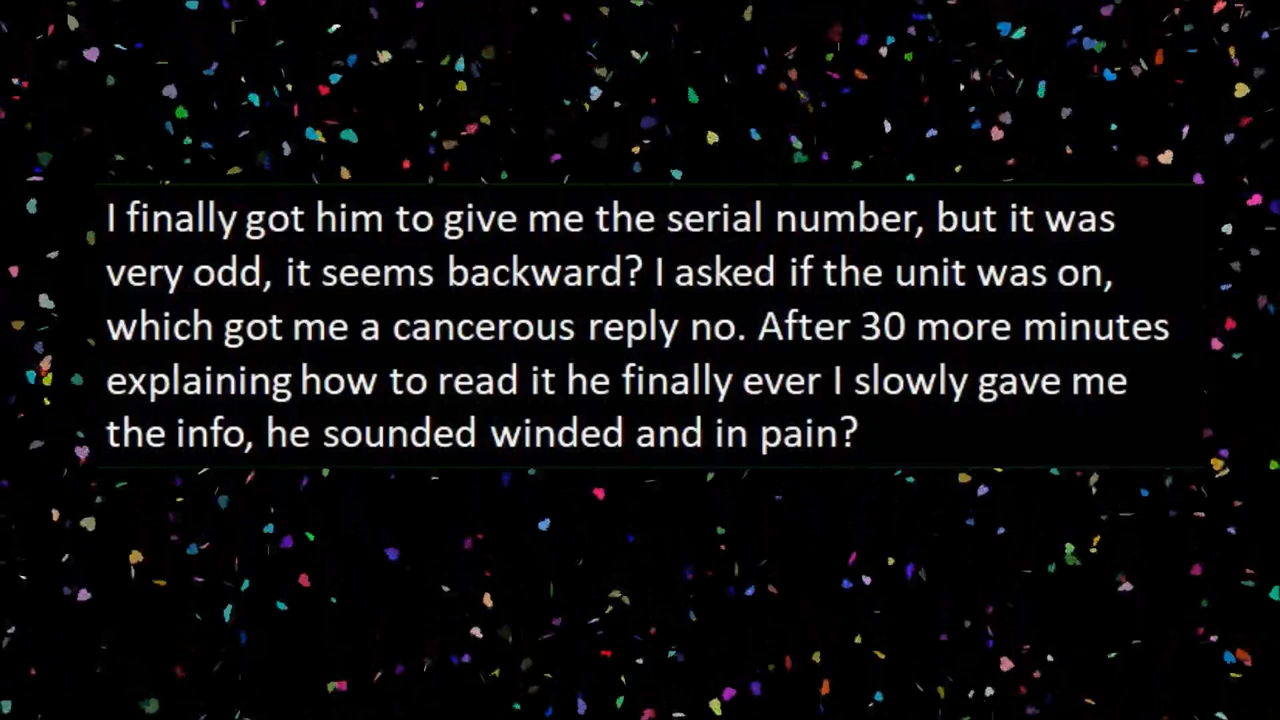 I finally got him to give me the serial number, but it was
very odd, it seems backward? I asked if the unit was on,
which got me a cancerous reply no. After 30 more minutes
explaining how to read it he finally ever I slowly gave me
the info, he sounded winded and in pain?